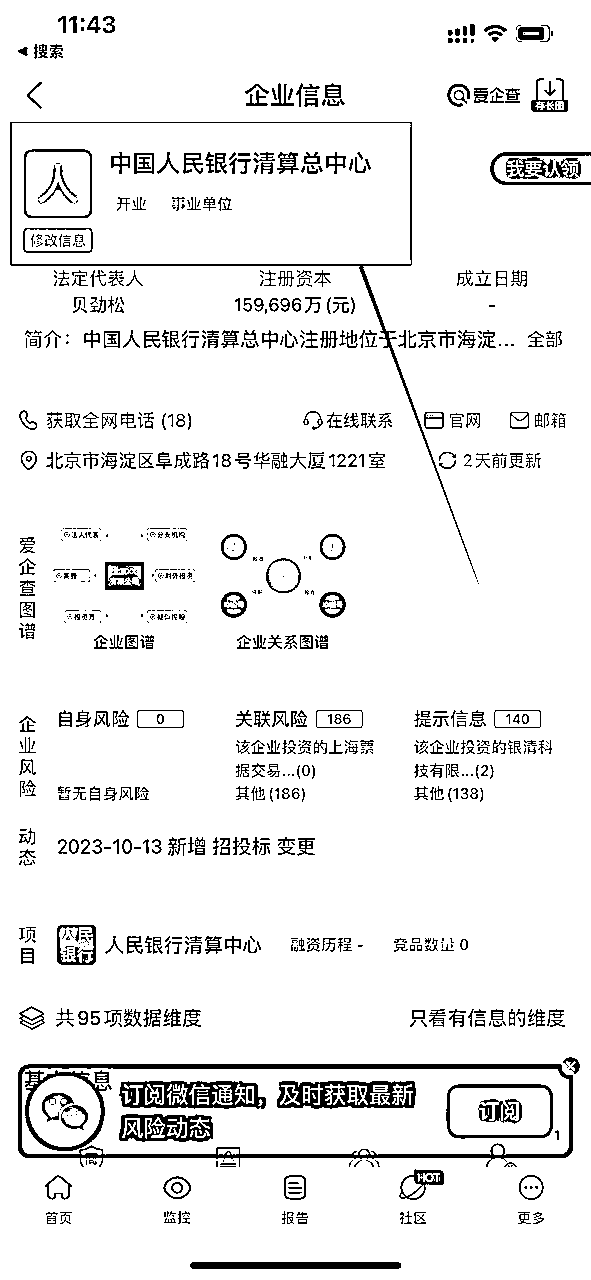 11:43
搜索
企业信息
爱企查
存长图
中国人民银行清算总中心
我要认领
开业 事业单位
修改信息
法定代表人 注册资本 成立日期
贝劲松 159,696万(元) -
简介：中国人民银行清算总中心注册地位于北京市海淀... 全部
获取全网电话 (18) 在线联系 官网 邮箱
北京市海淀区阜成路18号华融大厦1221室 2天前更新
爱企查图谱
法人代表 分支机构
对外投资
企业图谱 企业关系图谱
企业风险
自身风险 0 关联风险 186 提示信息 140
该企业投资的上海票 该企业投资的银清科
据交易...(0) 技有限...(2)
暂无自身风险 其他(186) 其他(138)
动态
2023-10-13 新增 招投标 变更
项目
人民银行
人民银行清算中心 融资历程 - 竞品数量 0
共95项数据维度 只看有信息的维度
订阅微信通知，及时获取最新
风险动态
订阅
1
HOT
首页 监控 报告 社区 更多